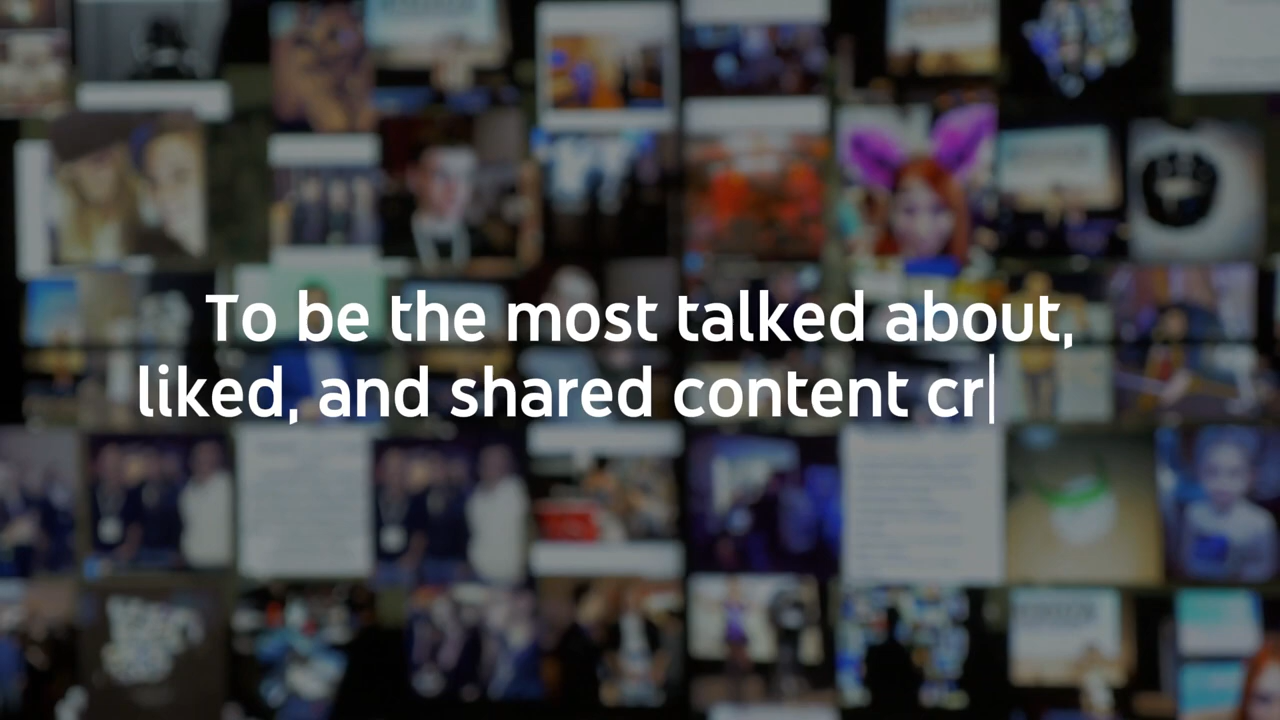 To be the most talked about,
liked, and shared content cr